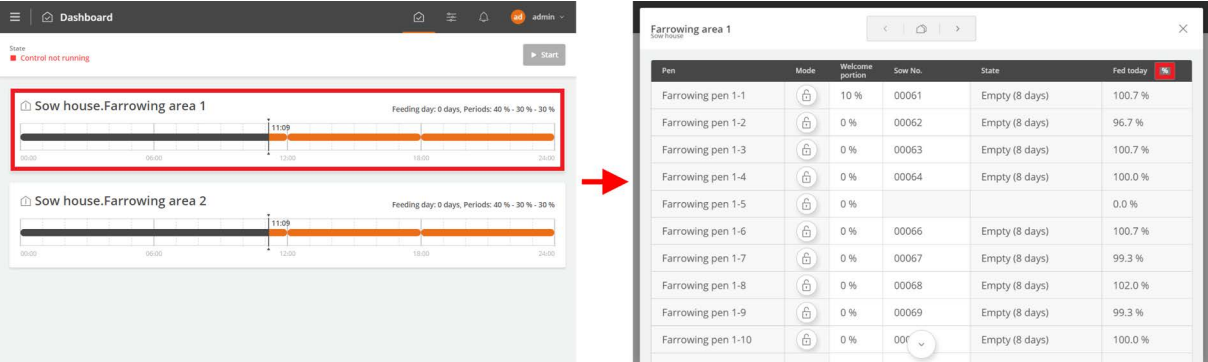 Dashboard
ad admin
State
Control not running
Start
Sow house.Farrowing area 1
Feeding day: 0 days, Periods: 40 % - 30 % - 30 %
11:09
00:00 06:00 12:00 18:00 24:00
Sow house.Farrowing area 2
Feeding day: 0 days, Periods: 40 % - 30 % - 30 %
11:09
00:00 06:00 12:00 18:00 24:00
Farrowing area 1
Sow house
Pen Mode Welcome portion Sow No. State Fed today %
Farrowing pen 1-1 10 % 00061 Empty (8 days) 100.7 %
Farrowing pen 1-2 0 % 00062 Empty (8 days) 96.7 %
Farrowing pen 1-3 0 % 00063 Empty (8 days) 100.7 %
Farrowing pen 1-4 0 % 00064 Empty (8 days) 100.0 %
Farrowing pen 1-5 0 % 0.0 %
Farrowing pen 1-6 0 % 00066 Empty (8 days) 100.7 %
Farrowing pen 1-7 0 % 00067 Empty (8 days) 99.3 %
Farrowing pen 1-8 0 % 00068 Empty (8 days) 102.0 %
Farrowing pen 1-9 0 % 00069 Empty (8 days) 99.3 %
Farrowing pen 1-10 0 % Empty (8 days) 100.0 %